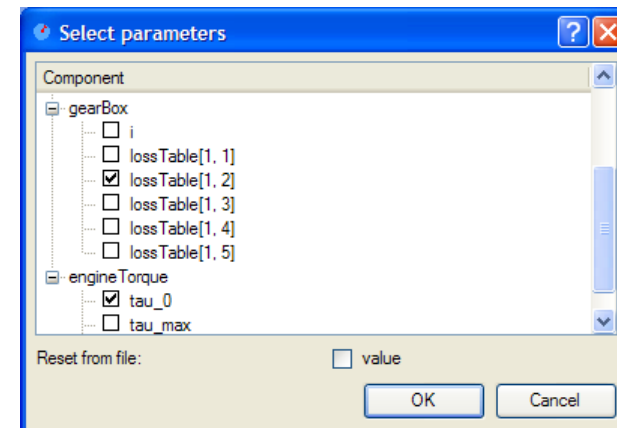 Select parameters
Component
gearBox
i
lossTable[1, 1]
lossTable[1, 2]
lossTable[1, 3]
lossTable[1, 4]
lossTable[1, 5]
engineTorque
tau_0
tau_max
Reset from file: value
OK Cancel